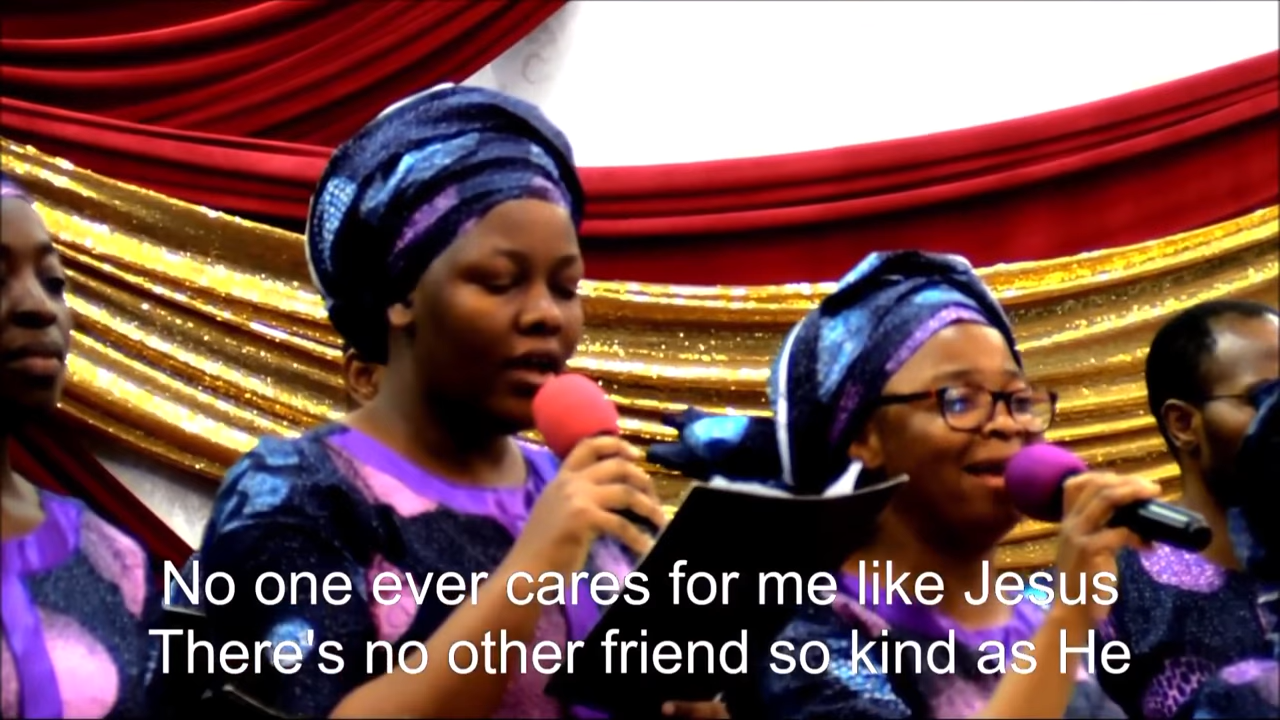 No one ever cares for me like Jesus
There's no other friend so kind as He